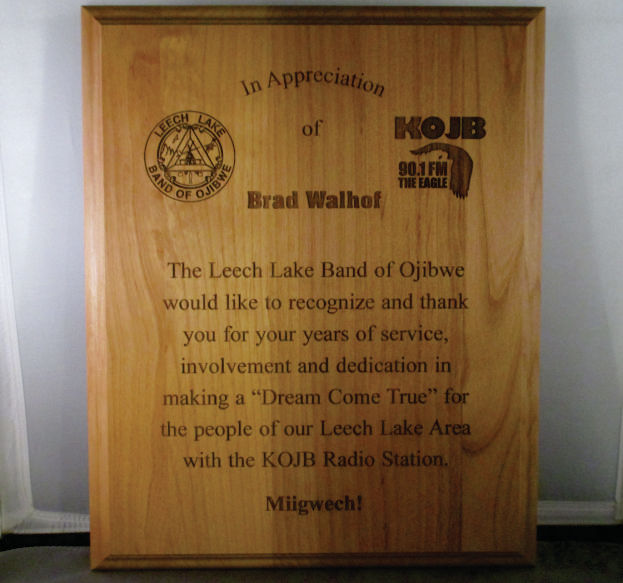 In Appreciation
of
LEECH LAKE
BAND OF OJIBWE
KOJB
90.1 FM
THE EAGLE
Brad Walhof
The Leech Lake Band of Ojibwe
would like to recognize and thank
you for your years of service,
involvement and dedication in
making a “Dream Come True” for
the people of our Leech Lake Area
with the KOJB Radio Station.
Miigwech!